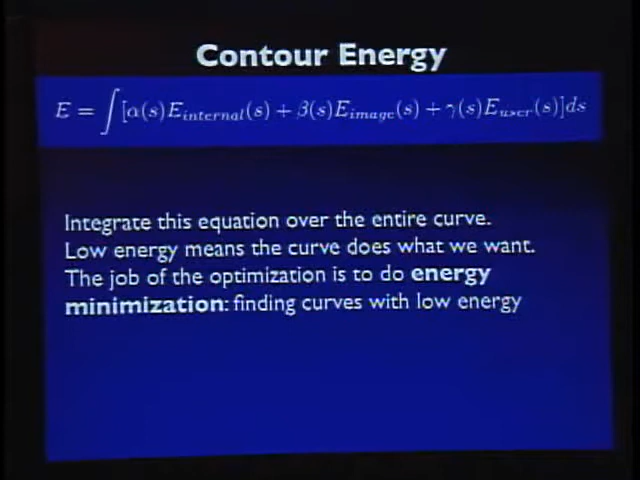 Contour Energy
E = ∫[α(s)E_internal(s) + β(s)E_image(s) + γ(s)E_user(s)]ds
Integrate this equation over the entire curve.
Low energy means the curve does what we want.
The job of the optimization is to do energy
minimization: finding curves with low energy